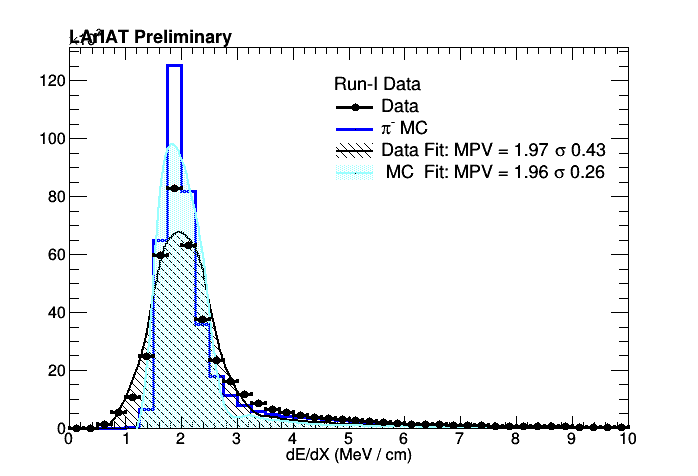 LArIAT Preliminary
Run-I Data
Data
π⁻ MC
Data Fit: MPV = 1.97 σ 0.43
MC Fit: MPV = 1.96 σ 0.26
120
100
80
60
40
20
0
0 1 2 3 4 5 6 7 8 9 10
dE/dX (MeV / cm)